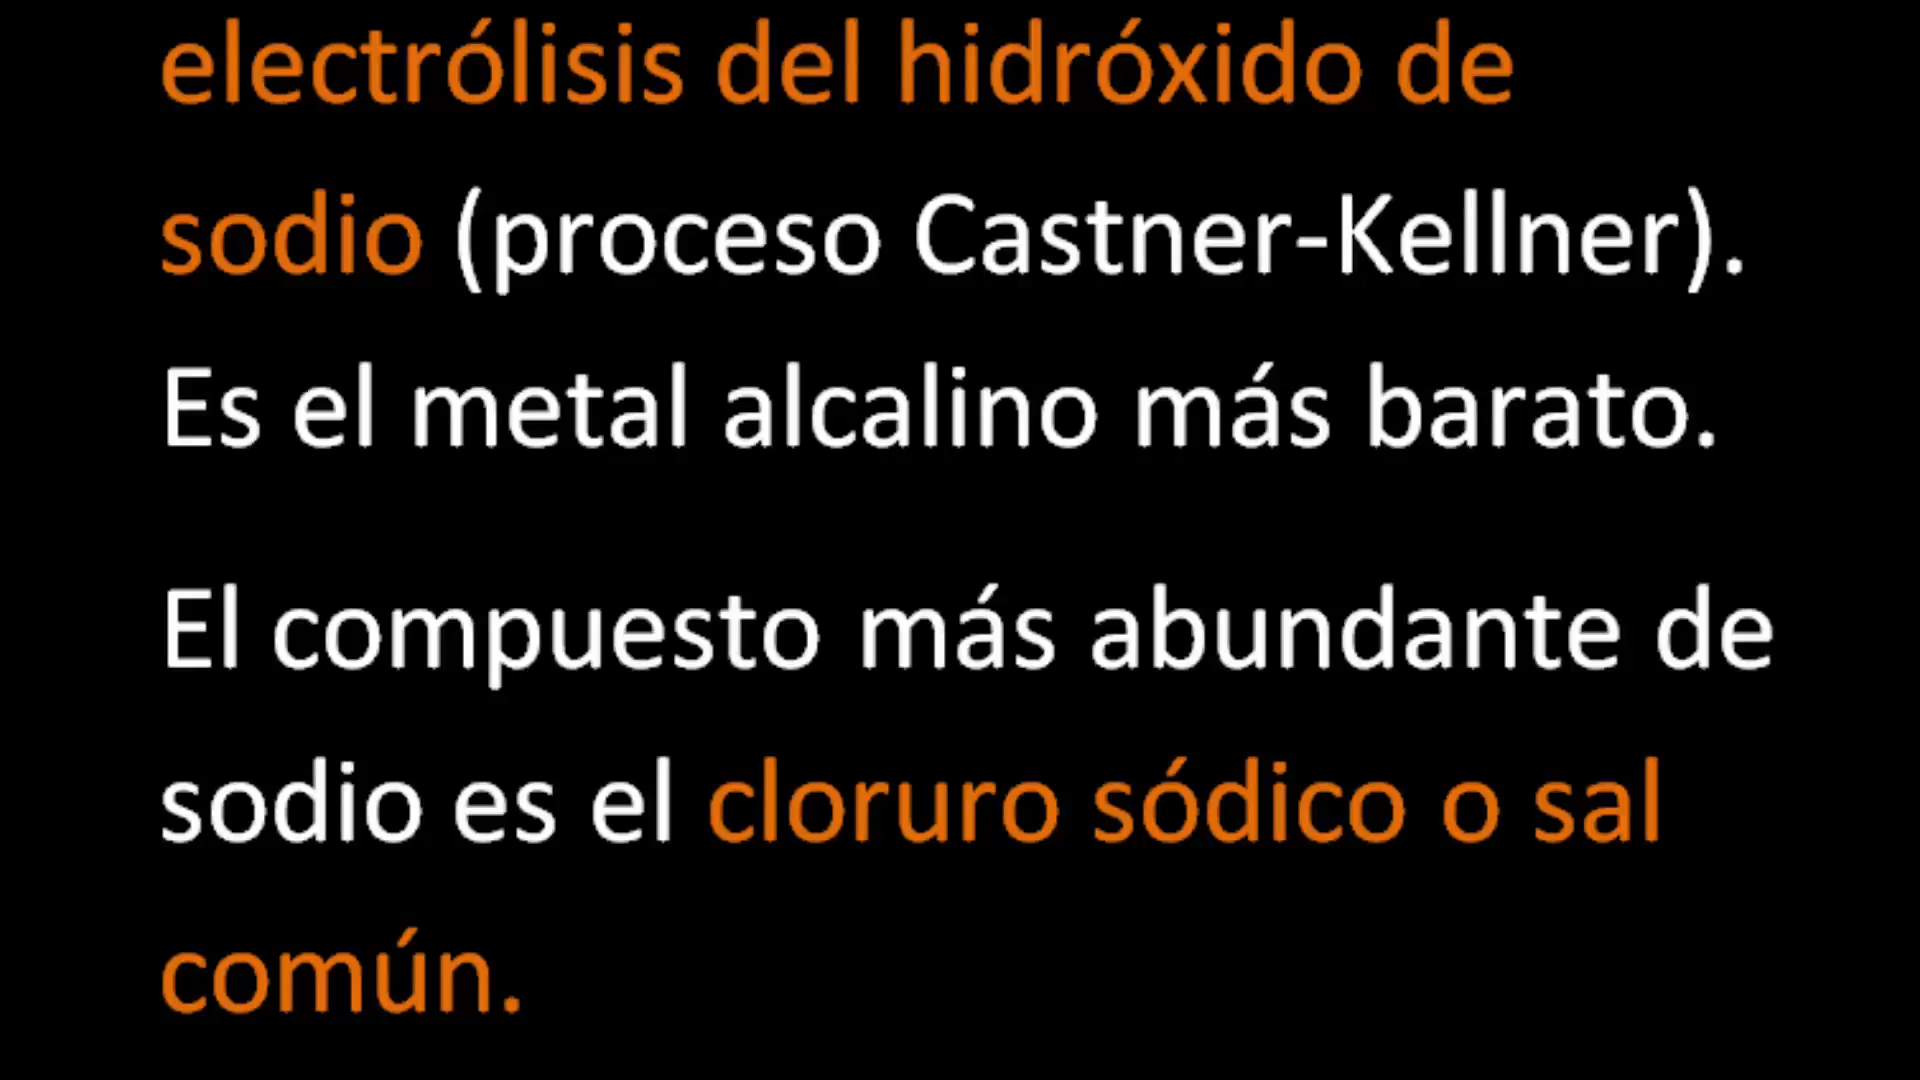 electrólisis del hidróxido de
sodio (proceso Castner-Kellner).
Es el metal alcalino más barato.
El compuesto más abundante de
sodio es el cloruro sódico o sal
común.